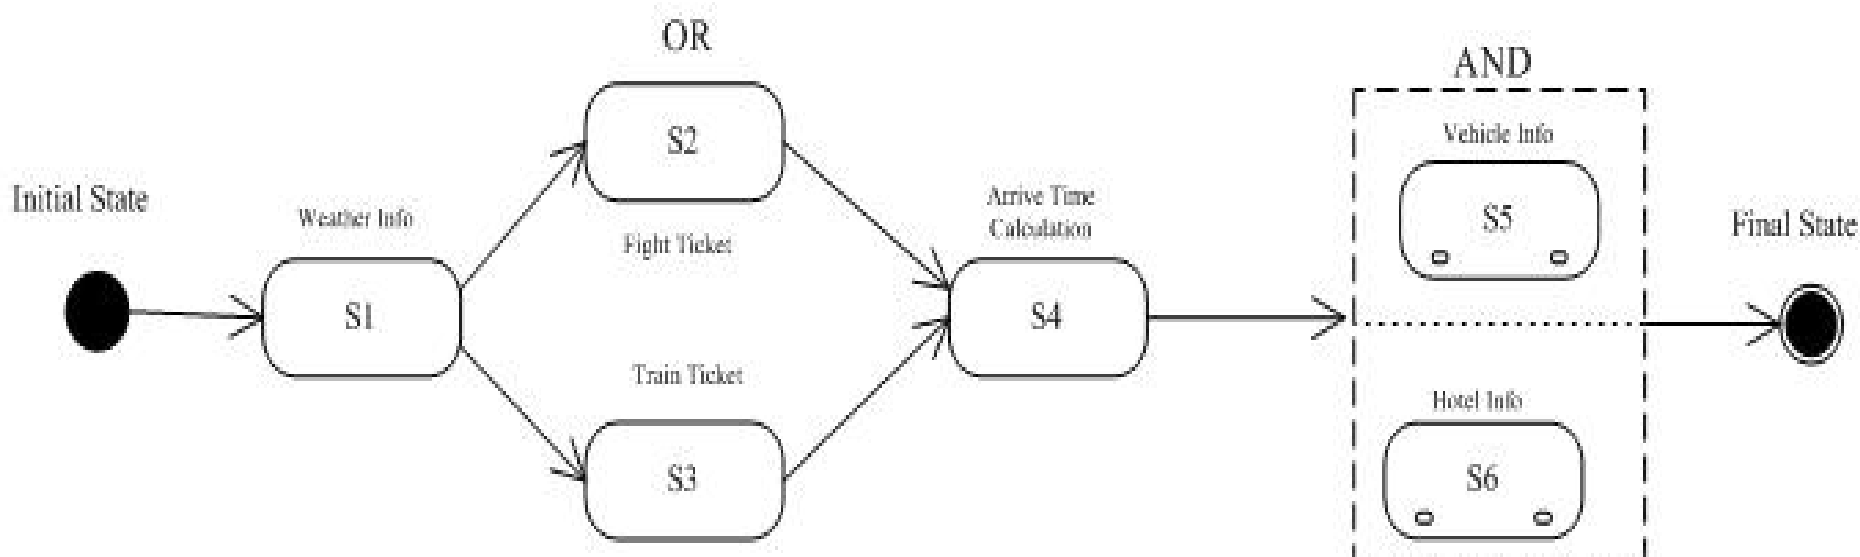 OR
AND
S2
Vehicle Info
Initial State
Weather Info
Fight Ticket
Arrive Time
Calculation
S5
Final State
S1
S4
Train Ticket
Hotel Info
S3
S6